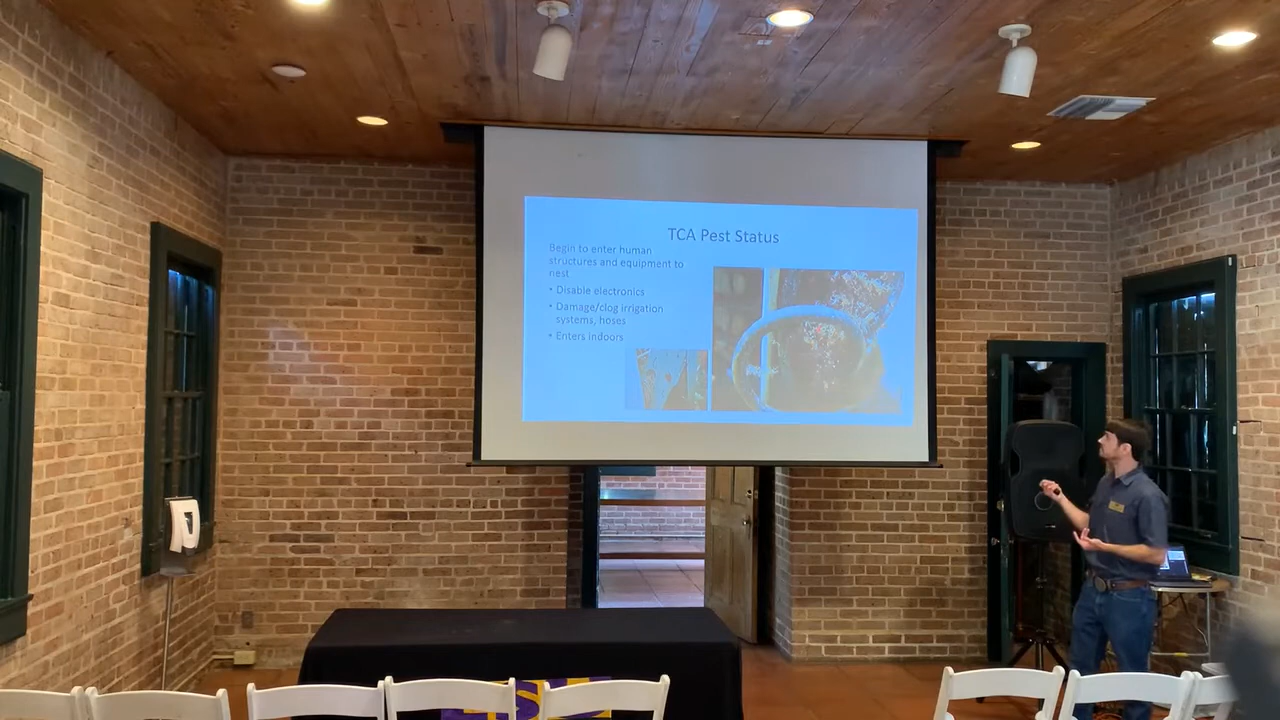 TCA Pest Status
Begin to enter human
structures and equipment to
nest
• Disable electronics
• Damage/clog irrigation
systems, hoses
• Enters indoors